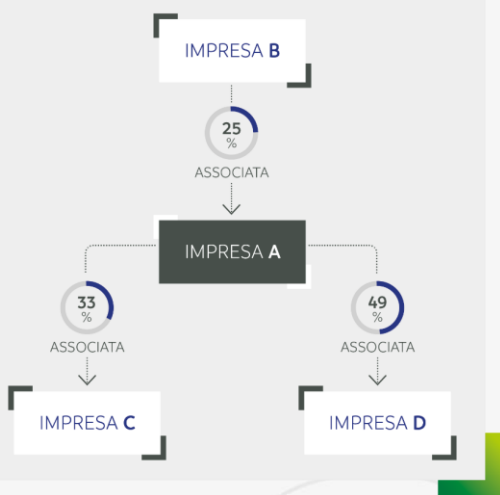 IMPRESA B
25
%
ASSOCIATA
IMPRESA A
33
%
ASSOCIATA
49
%
ASSOCIATA
IMPRESA C
IMPRESA D